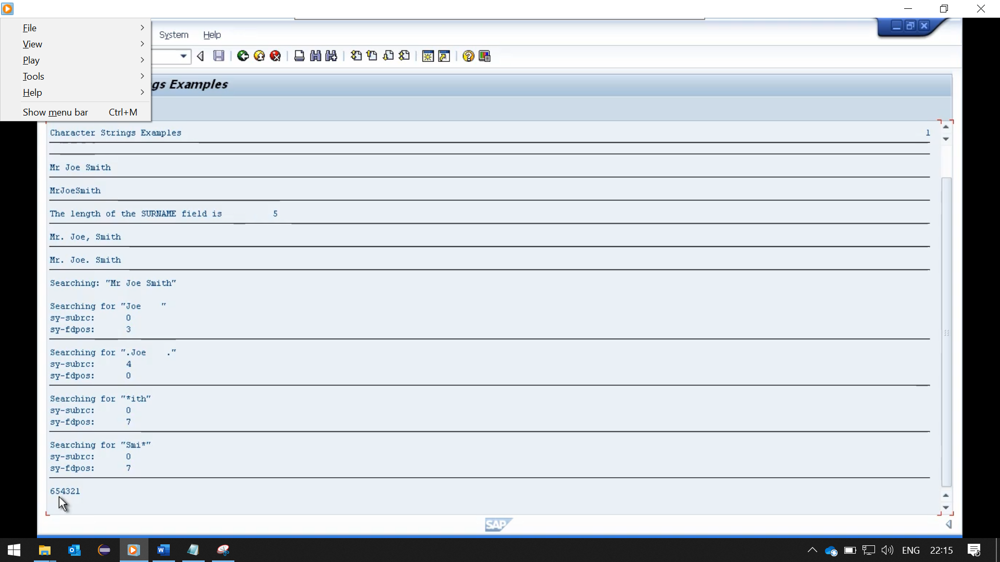 File
View
Play
Tools
Help
Show menu bar Ctrl+M
System Help
gs Examples
Character Strings Examples 1
Mr Joe Smith
MrJoeSmith
The length of the SURNAME field is 5
Mr. Joe, Smith
Mr. Joe. Smith
Searching: "Mr Joe Smith"
Searching for "Joe    "
sy-subrc: 0
sy-fdpos: 3
Searching for ".Joe    ."
sy-subrc: 4
sy-fdpos: 0
Searching for "*ith"
sy-subrc: 0
sy-fdpos: 7
Searching for "Smi*"
sy-subrc: 0
sy-fdpos: 7
654321
SAP
ENG 22:15